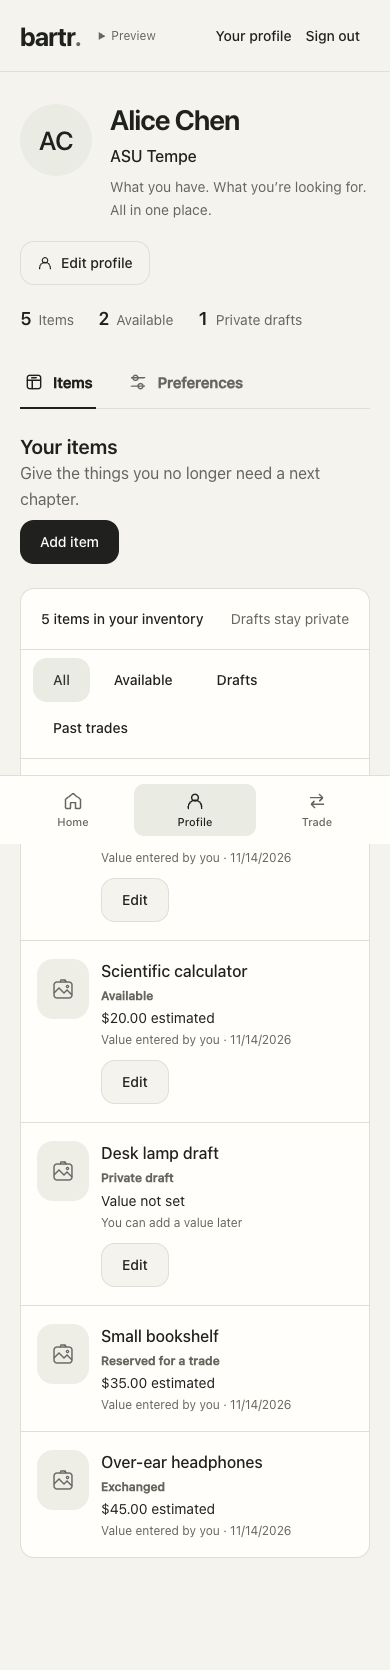 bartr.
Preview
Your profile
Sign out
AC
Alice Chen
ASU Tempe
What you have. What you’re looking for.
All in one place.
Edit profile
5 Items
2 Available
1 Private drafts
Items
Preferences
Your items
Give the things you no longer need a next
chapter.
Add item
5 items in your inventory
Drafts stay private
All
Available
Drafts
Past trades
Home
Profile
Trade
Value entered by you · 11/14/2026
Edit
Scientific calculator
Available
$20.00 estimated
Value entered by you · 11/14/2026
Edit
Desk lamp draft
Private draft
Value not set
You can add a value later
Edit
Small bookshelf
Reserved for a trade
$35.00 estimated
Value entered by you · 11/14/2026
Over-ear headphones
Exchanged
$45.00 estimated
Value entered by you · 11/14/2026